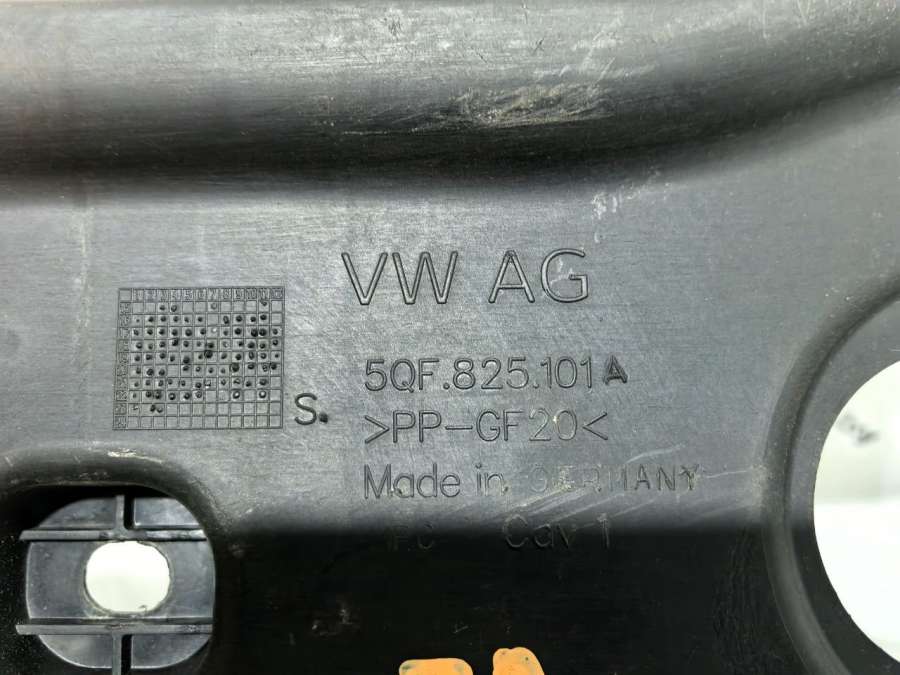 VW AG
5QF.825.101A
S.
>PP-GF20<
Made in GERMANY
Cav 1